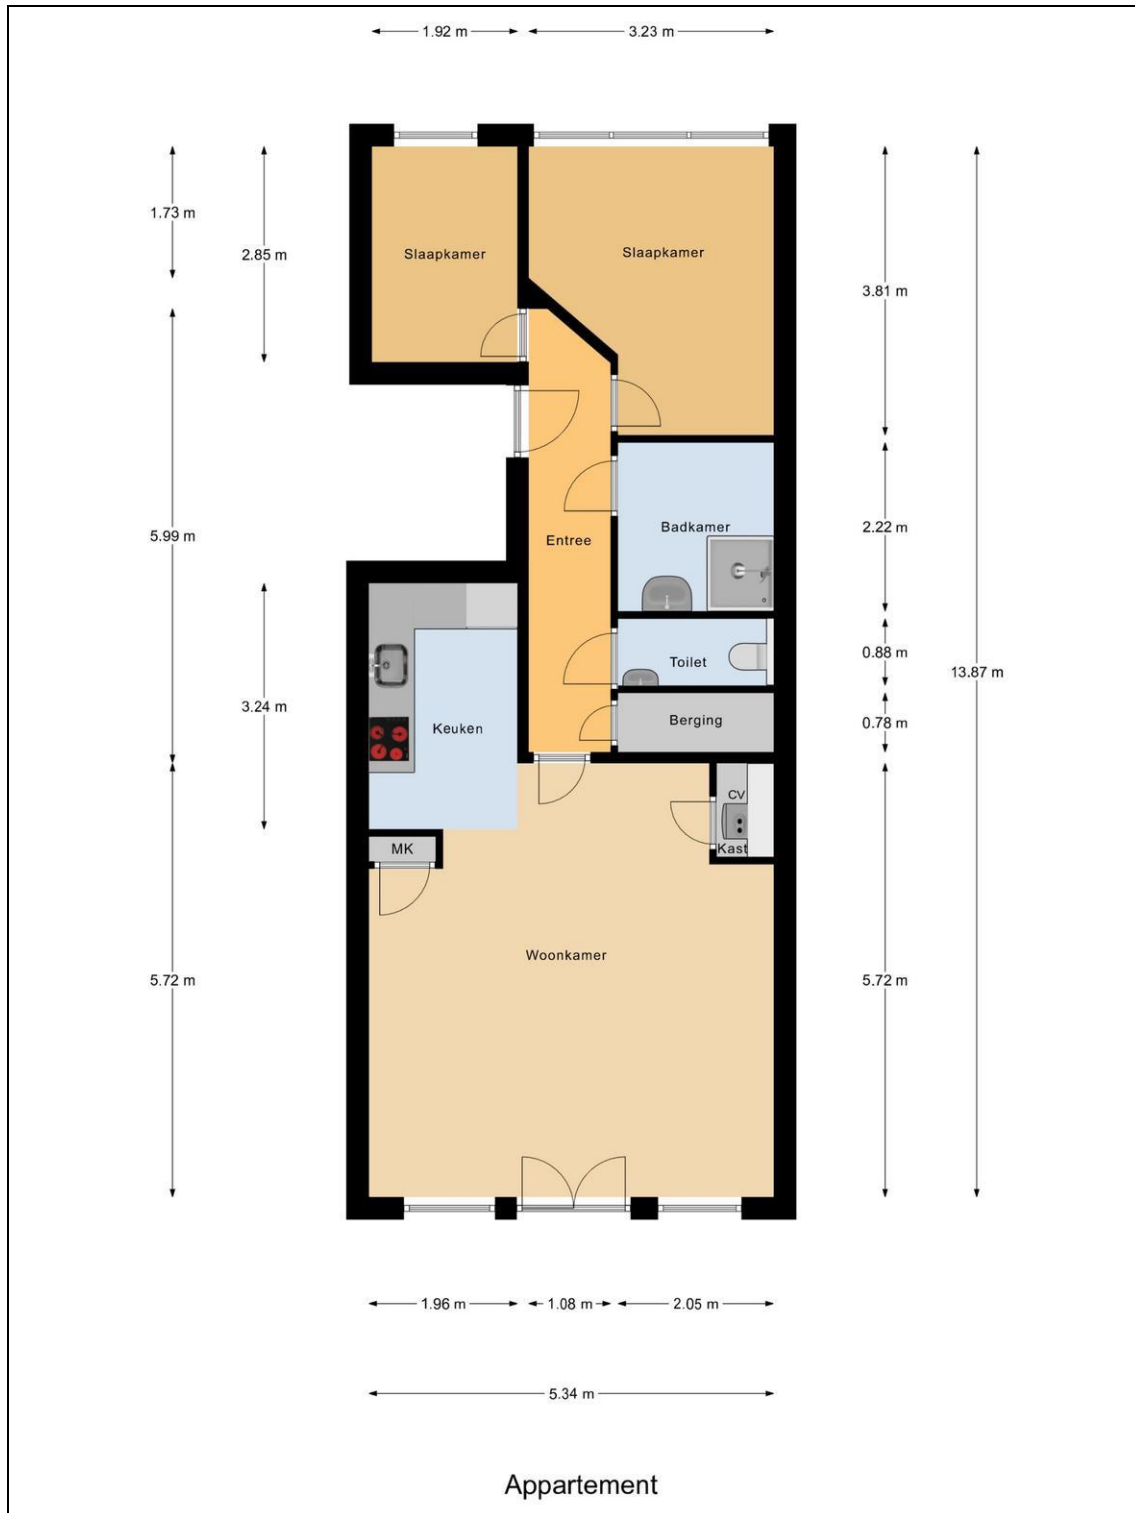 1.92 m
3.23 m
1.73 m
2.85 m
Slaapkamer
Slaapkamer
3.81 m
5.99 m
Entree
Badkamer
2.22 m
Toilet
0.88 m
13.87 m
3.24 m
Keuken
Berging
0.78 m
CV
MK
Kast
Woonkamer
5.72 m
5.72 m
1.96 m
1.08 m
2.05 m
5.34 m
Appartement